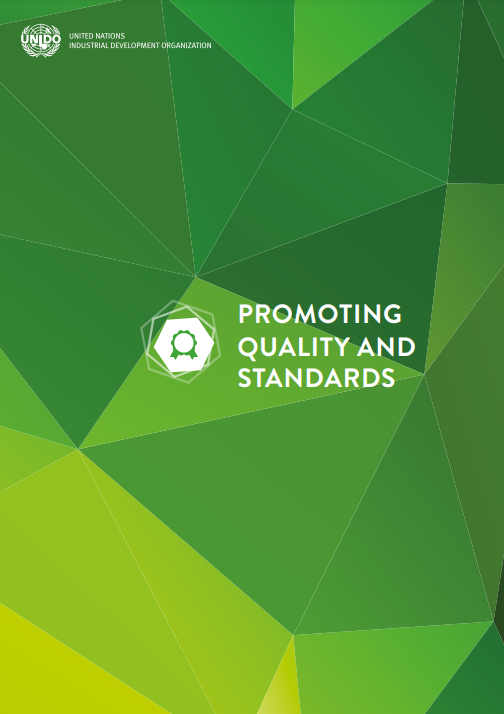 UNIDO
UNITED NATIONS
INDUSTRIAL DEVELOPMENT ORGANIZATION
PROMOTING
QUALITY AND
STANDARDS